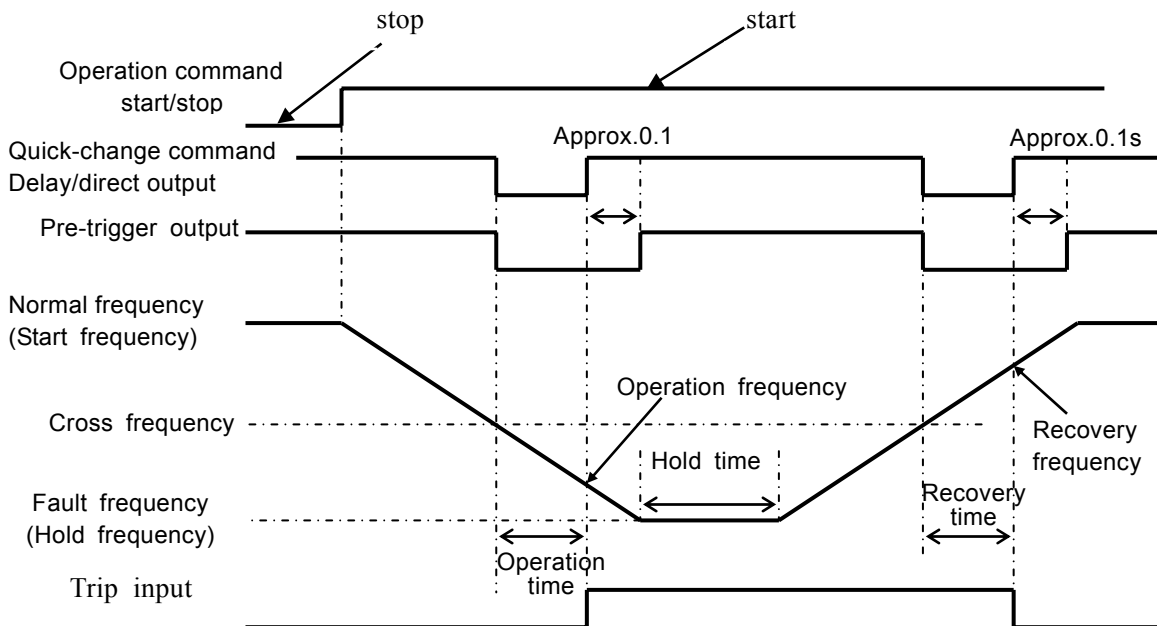 stop
start
Operation command
start/stop
Approx.0.1
Approx.0.1s
Quick-change command
Delay/direct output
Pre-trigger output
Normal frequency
(Start frequency)
Operation frequency
Cross frequency
Recovery
frequency
Hold time
Fault frequency
(Hold frequency)
Recovery
time
Operation
time
Trip input